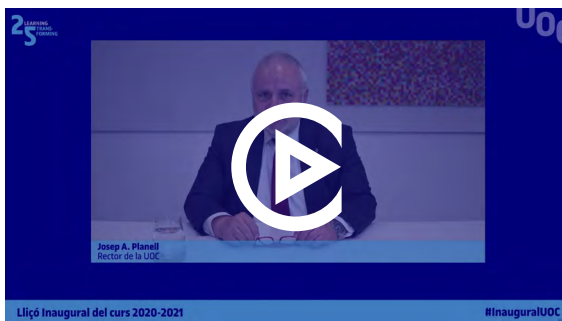 25 LEARNING
TRANS-
FORMING
UOC
Josep A. Planell
Rector de la UOC
Lliçó Inaugural del curs 2020-2021
#InauguralUOC